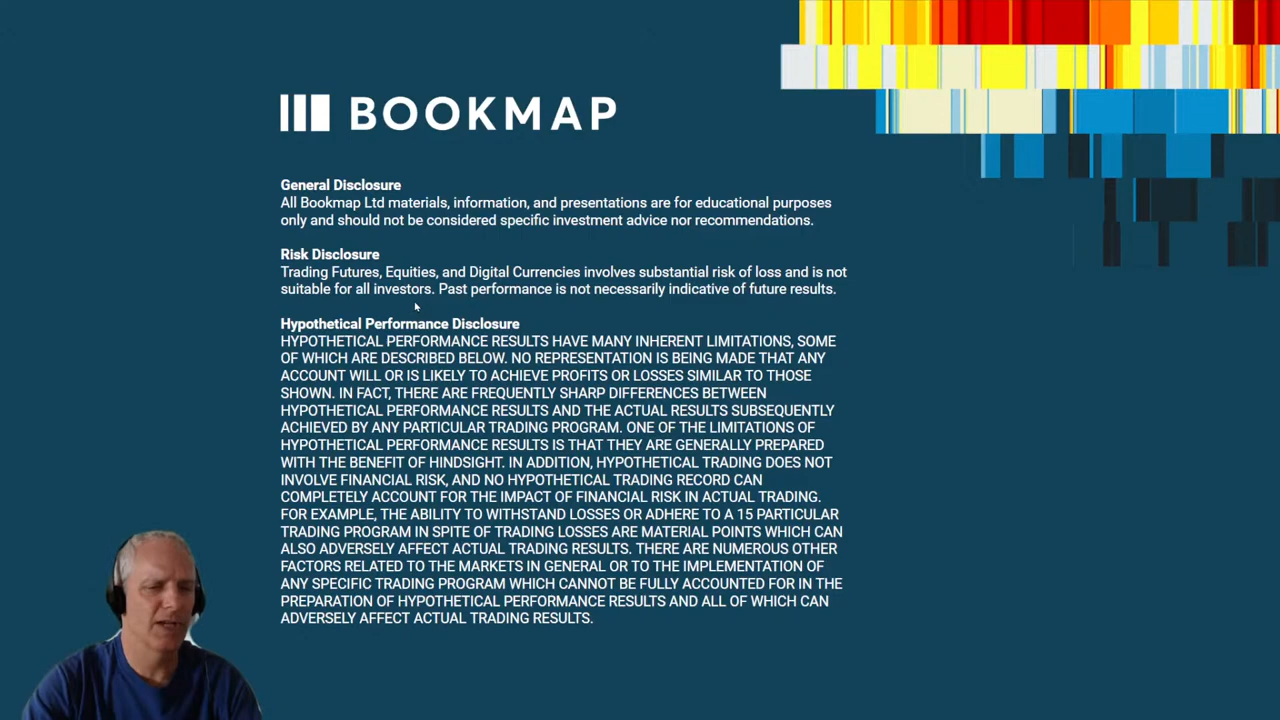 BOOKMAP
General Disclosure
All Bookmap Ltd materials, information, and presentations are for educational purposes
only and should not be considered specific investment advice nor recommendations.
Risk Disclosure
Trading Futures, Equities, and Digital Currencies involves substantial risk of loss and is not
suitable for all investors. Past performance is not necessarily indicative of future results.
Hypothetical Performance Disclosure
HYPOTHETICAL PERFORMANCE RESULTS HAVE MANY INHERENT LIMITATIONS, SOME
OF WHICH ARE DESCRIBED BELOW. NO REPRESENTATION IS BEING MADE THAT ANY
ACCOUNT WILL OR IS LIKELY TO ACHIEVE PROFITS OR LOSSES SIMILAR TO THOSE
SHOWN. IN FACT, THERE ARE FREQUENTLY SHARP DIFFERENCES BETWEEN
HYPOTHETICAL PERFORMANCE RESULTS AND THE ACTUAL RESULTS SUBSEQUENTLY
ACHIEVED BY ANY PARTICULAR TRADING PROGRAM. ONE OF THE LIMITATIONS OF
HYPOTHETICAL PERFORMANCE RESULTS IS THAT THEY ARE GENERALLY PREPARED
WITH THE BENEFIT OF HINDSIGHT. IN ADDITION, HYPOTHETICAL TRADING DOES NOT
INVOLVE FINANCIAL RISK, AND NO HYPOTHETICAL TRADING RECORD CAN
COMPLETELY ACCOUNT FOR THE IMPACT OF FINANCIAL RISK IN ACTUAL TRADING.
FOR EXAMPLE, THE ABILITY TO WITHSTAND LOSSES OR ADHERE TO A 15 PARTICULAR
TRADING PROGRAM IN SPITE OF TRADING LOSSES ARE MATERIAL POINTS WHICH CAN
ALSO ADVERSELY AFFECT ACTUAL TRADING RESULTS. THERE ARE NUMEROUS OTHER
FACTORS RELATED TO THE MARKETS IN GENERAL OR TO THE IMPLEMENTATION OF
ANY SPECIFIC TRADING PROGRAM WHICH CANNOT BE FULLY ACCOUNTED FOR IN THE
PREPARATION OF HYPOTHETICAL PERFORMANCE RESULTS AND ALL OF WHICH CAN
ADVERSELY AFFECT ACTUAL TRADING RESULTS.